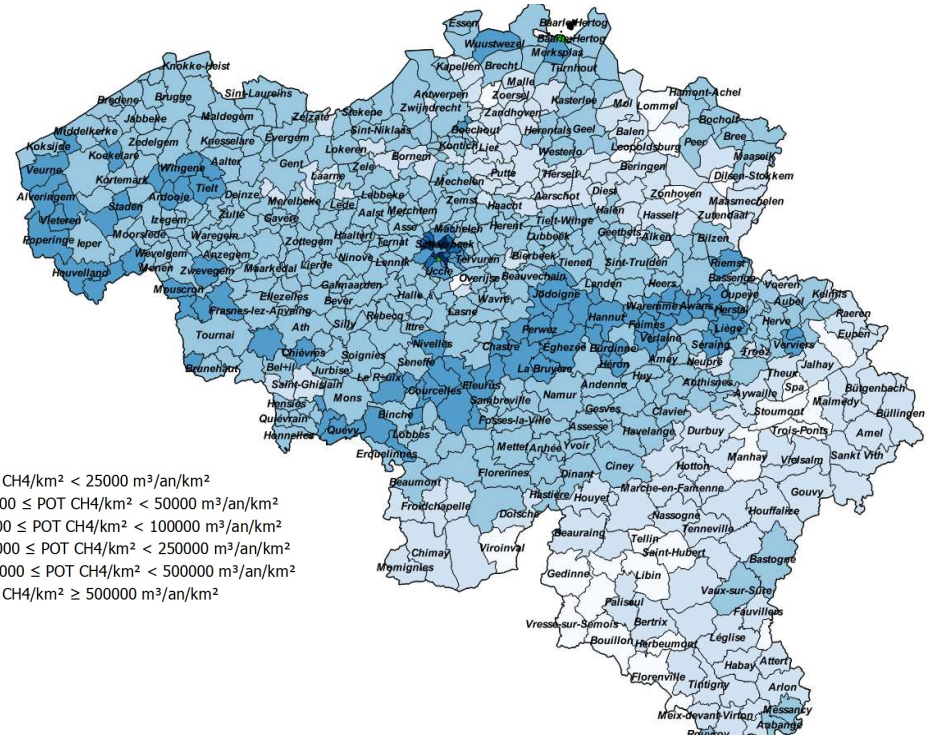 Essen
Baarle-Hertog
Wuustwezel
Baarle-Hertog
Merksplas
Knokke-Heist
Kapellen
Brecht
Turnhout
Malle
Bredene
Brugge
Sint-Laureins
Antwerpen
Zoersel
Kasterlee
Mol
Lommel
Hamont-Achel
Jabbeke
Maldegem
Zelzate
Stekene
Zwijndrecht
Zandhoven
Bocholt
Middelkerke
Zedelgem
Knesselare
Evergem
Sint-Niklaas
Boechout
Herentals
Geel
Balen
Peer
Bree
Koksijde
Koekelare
Lokeren
Kontich
Lier
Westerlo
Leopoldsburg
Maaseik
Veurne
Kortemark
Wingene
Aalter
Gent
Laarne
Zele
Bornem
Putte
Herselt
Beringen
Dilsen-Stokkem
Alveringem
Ardooie
Tielt
Deinze
Merelbeke
Lede
Lebbeke
Mechelen
Zemst
Haacht
Aarschot
Diest
Zonhoven
Maasmechelen
Vleteren
Staden
Izegem
Zulte
Gavere
Aalst
Merchtem
Halen
Hasselt
Zutendaal
Poperinge
Ieper
Moorslede
Waregem
Zottegem
Haaltert
Asse
Machelen
Herent
Tielt-Winge
Lubbeek
Geetbets
Alken
Bilzen
Wevelgem
Anzegem
Ternat
Schaerbeek
Heuvelland
Menen
Zwevegem
Maarkedal
Lierde
Ninove
Lennik
Uccle
Tervuren
Bierbeek
Tienen
Sint-Truiden
Riemst
Mouscron
Galmaarden
Overijse
Beauvechain
Landen
Heers
Bassenge
Voeren
Ellezelles
Bever
Halle
Wavre
Jodoigne
Oupeye
Aubel
Kelmis
Frasnes-lez-Anvaing
Rebecq
Lasne
Hannut
Waremme
Awans
Herstal
Raeren
Tournai
Ath
Silly
Ittre
Perwez
Faimes
Liège
Herve
Eupen
Chièvres
Soignies
Nivelles
Chastre
Eghezée
Burdinne
Verlaine
Seraing
Verviers
Brunehaut
Beloeil
Jurbise
Seneffe
La Bruyère
Héron
Amay
Neupré
Trooz
Jalhay
Saint-Ghislain
Le Roeulx
Courcelles
Fleurus
Andenne
Huy
Anthisnes
Theux
Spa
Bütgenbach
Hensies
Mons
Sambreville
Namur
Aywaille
Malmedy
Quiévrain
Binche
Fosses-la-Ville
Gesves
Clavier
Stoumont
Büllingen
Honnelles
Quévy
Lobbes
Assesse
Havelange
Durbuy
Trois-Ponts
Amel
Erquelinnes
Mettet
Anhée
Yvoir
Manhay
Vielsalm
Sankt Vith
Beaumont
Florennes
Dinant
Ciney
Hotton
Froidchapelle
Doische
Hastière
Houyet
Marche-en-Famenne
Gouvy
Nassogne
Houffalize
Chimay
Viroinval
Beauraing
Tellin
Tenneville
Momignies
Saint-Hubert
Bastogne
Gedinne
Libin
Vaux-sur-Sûre
Paliseul
Fauvillers
Vresse-sur-Semois
Bertrix
Bouillon
Herbeumont
Léglise
Habay
Attert
Florenville
Tintigny
Arlon
Meix-devant-Virton
Messancy
Aubange
Rouvroy
CH4/km² < 25000 m³/an/km²
00 ≤ POT CH4/km² < 50000 m³/an/km²
00 ≤ POT CH4/km² < 100000 m³/an/km²
000 ≤ POT CH4/km² < 250000 m³/an/km²
000 ≤ POT CH4/km² < 500000 m³/an/km²
CH4/km² ≥ 500000 m³/an/km²